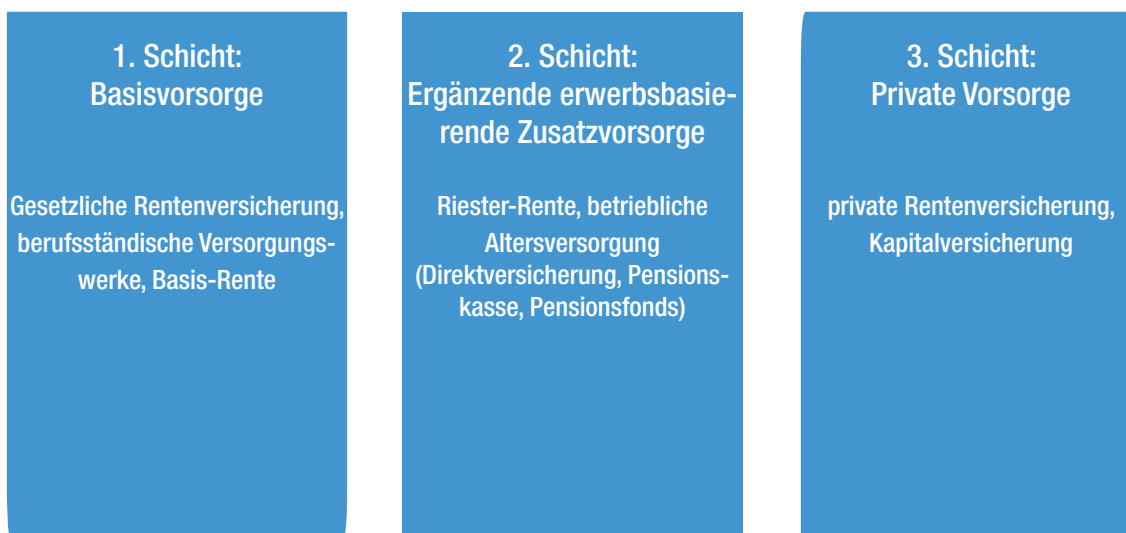 1. Schicht:
Basisvorsorge
Gesetzliche Rentenversicherung,
berufsständische Versorgungs-
werke, Basis-Rente
2. Schicht:
Ergänzende erwerbsbasie-
rende Zusatzvorsorge
Riester-Rente, betriebliche
Altersversorgung
(Direktversicherung, Pensions-
kasse, Pensionsfonds)
3. Schicht:
Private Vorsorge
private Rentenversicherung,
Kapitalversicherung